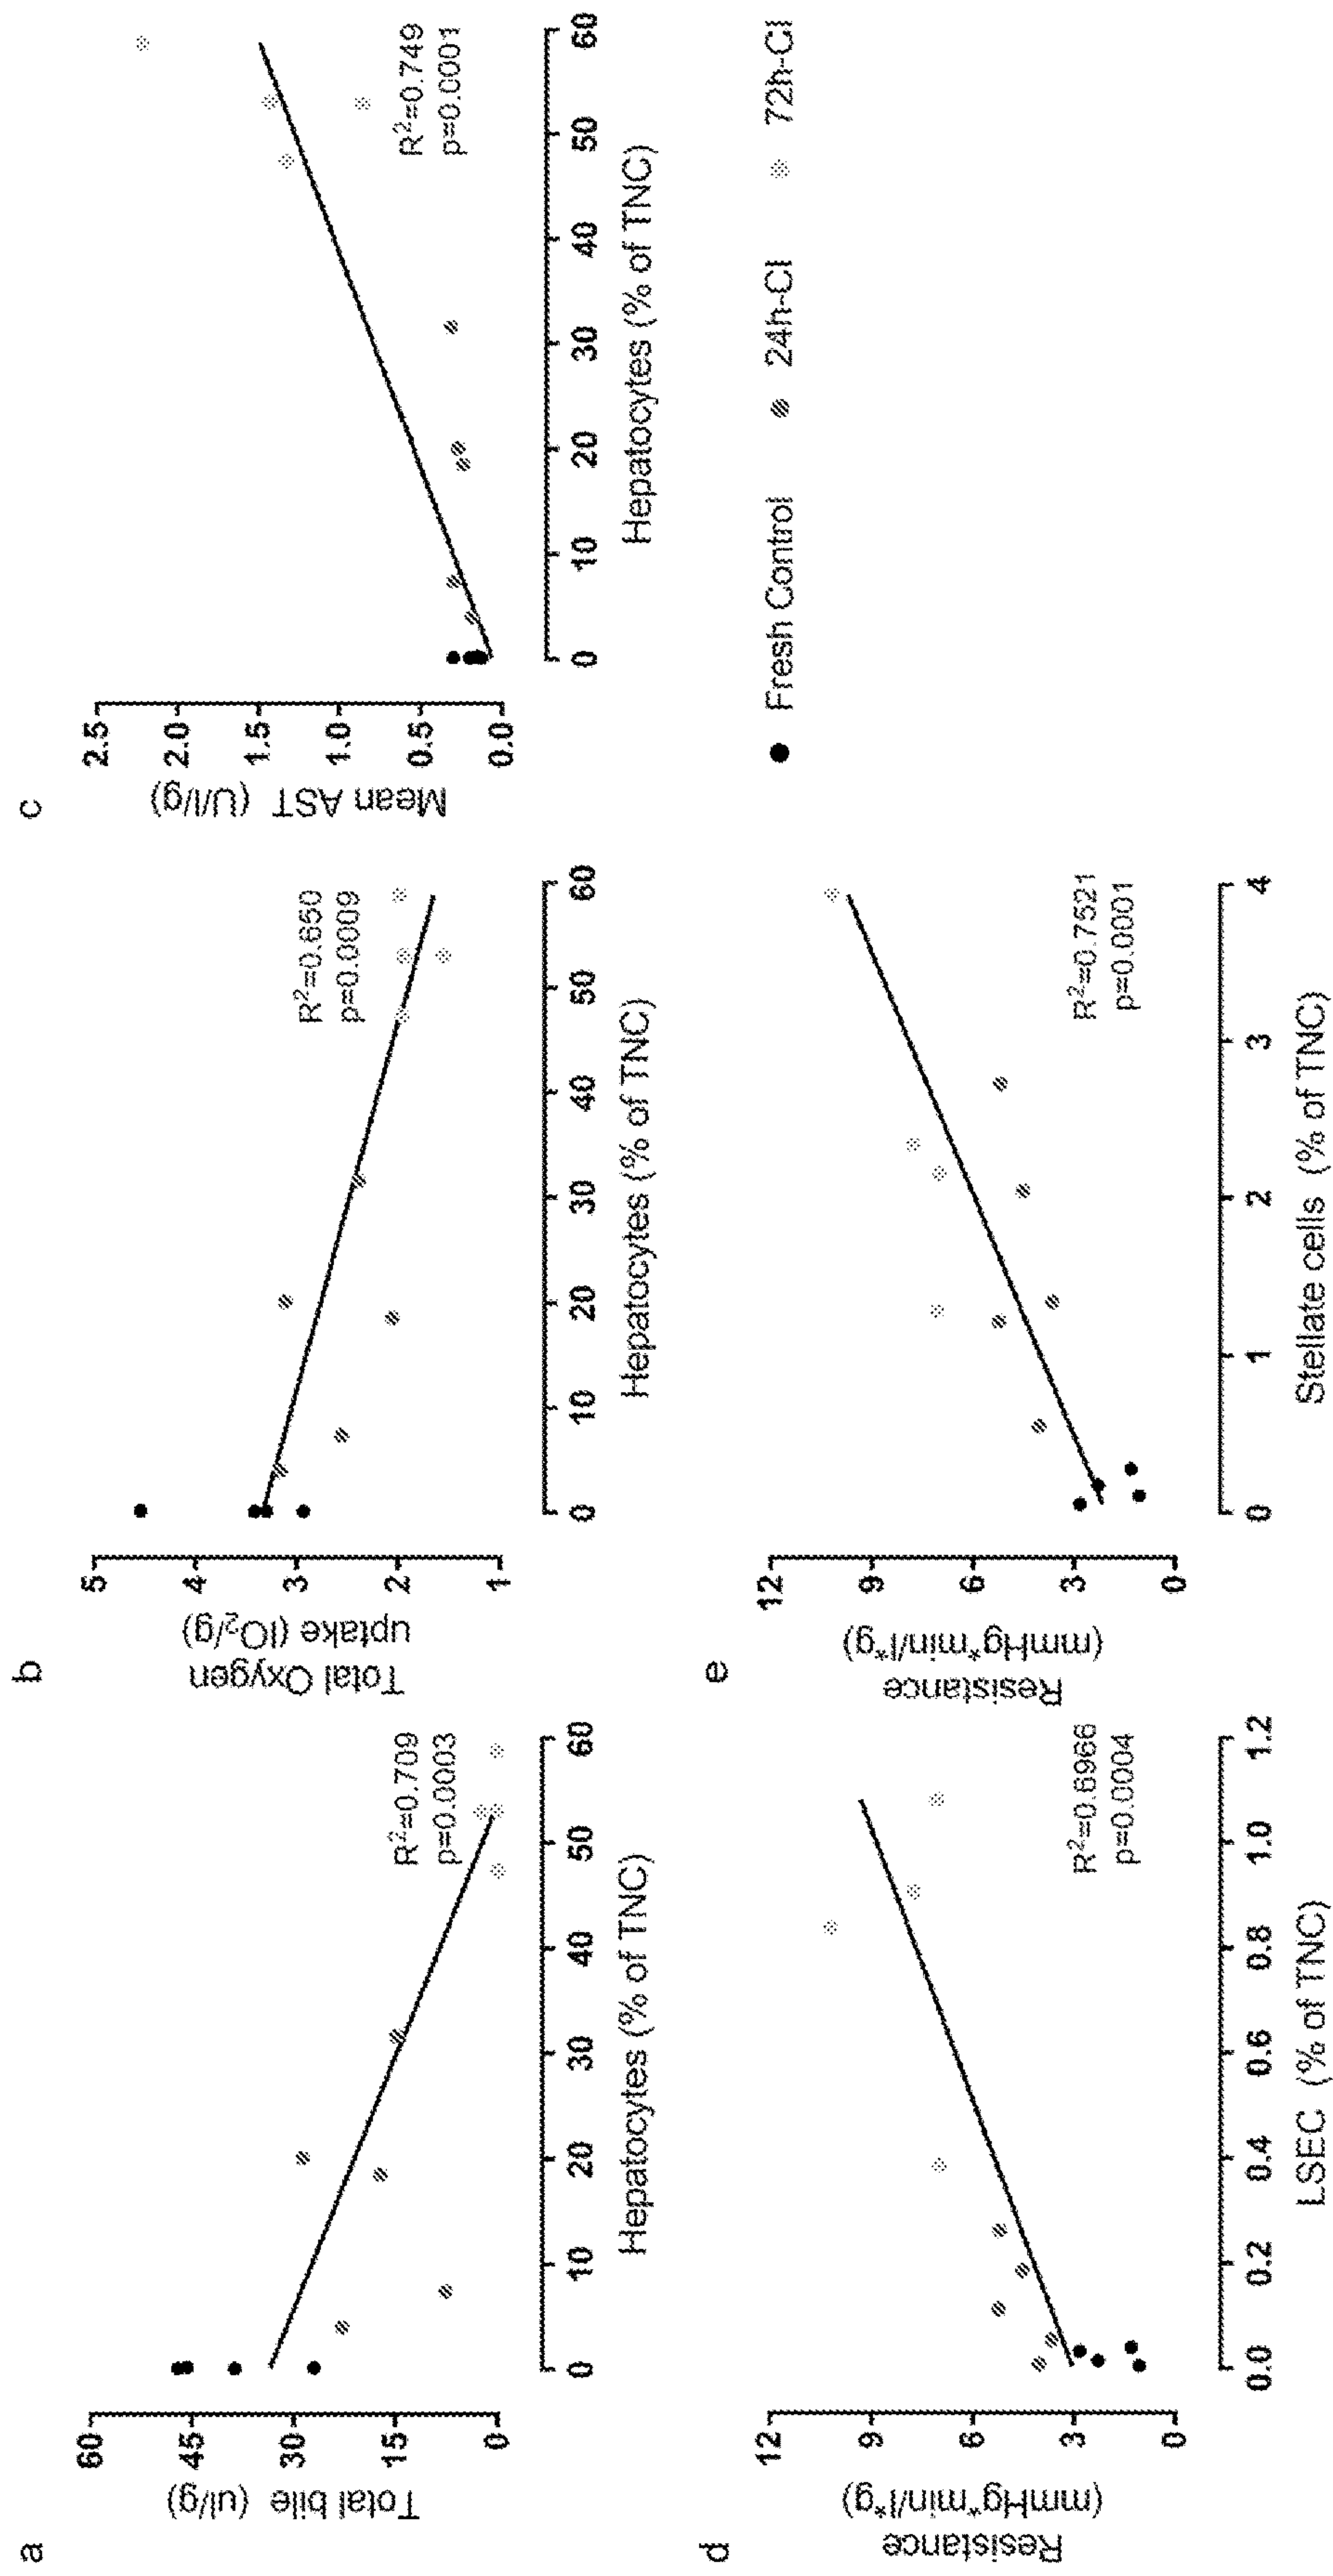 a
Total bile (ul/g)
60
45
30
15
0
R²=0.709
p=0.0003
0 10 20 30 40 50 60
Hepatocytes (% of TNC)
b
Total Oxygen
uptake (lO₂/g)
5
4
3
2
1
R²=0.650
p=0.0009
0 10 20 30 40 50 60
Hepatocytes (% of TNC)
c
Mean AST (U/l/g)
2.5
2.0
1.5
1.0
0.5
0.0
R²=0.749
p=0.0001
0 10 20 30 40 50 60
Hepatocytes (% of TNC)
d
Resistance
(mmHg*min/l*g)
12
9
6
3
0
R²=0.6966
p=0.0004
0.0 0.2 0.4 0.6 0.8 1.0 1.2
LSEC (% of TNC)
e
Resistance
(mmHg*min/l*g)
12
9
6
3
0
R²=0.7521
p=0.0001
0 1 2 3 4
Stellate cells (% of TNC)
Fresh Control 24h-CI 72h-CI